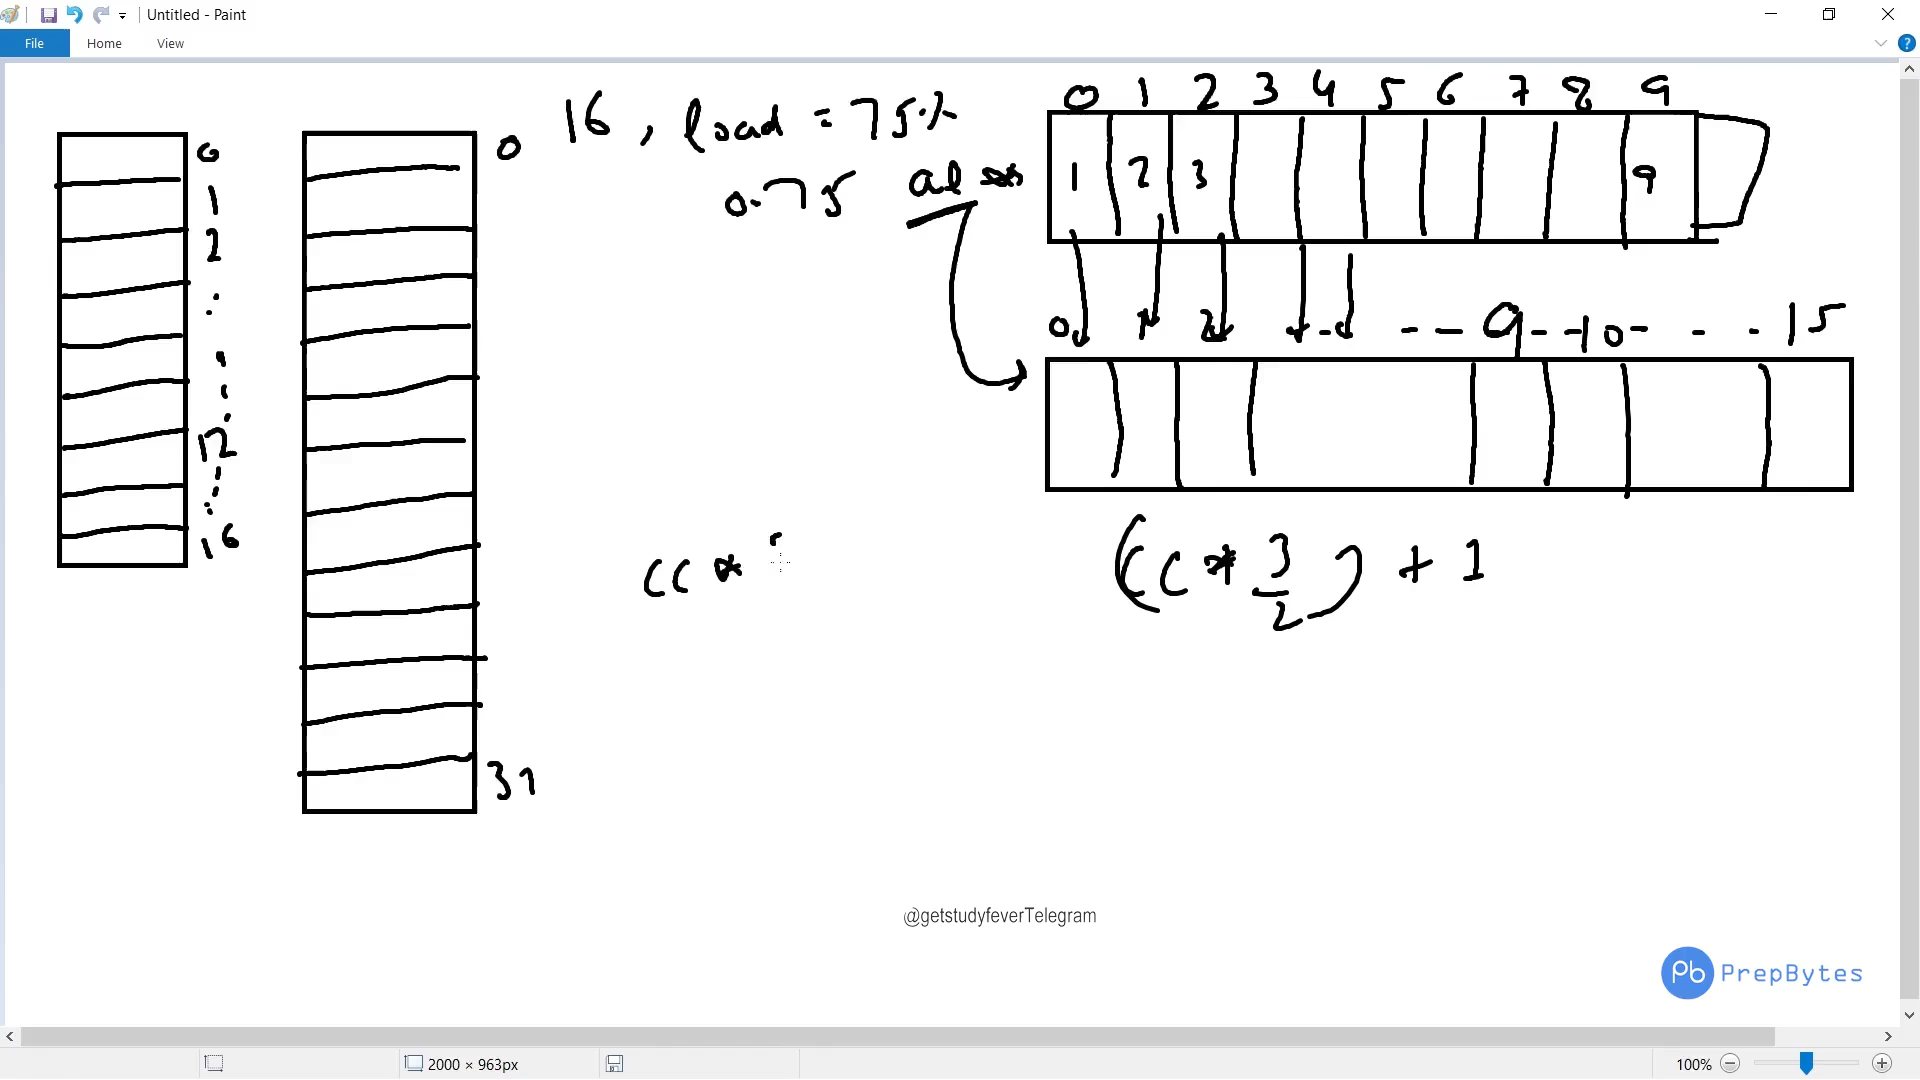 Untitled - Paint
File Home View
0
1
2
12
16
0
31
16, load = 75%
0.75
al
0 1 2 3 4 5 6 7 8 9
1 2 3 9
0 1 2 - - 9 - - 10 - - - 15
CC *
(CC * 3/2) + 1
@getstudyfeverTelegram
Pb PrepBytes
2000 × 963px
100%